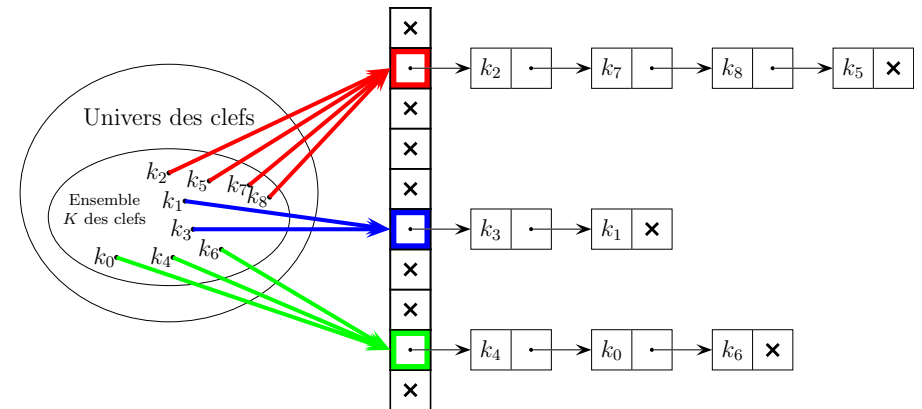 Univers des clefs
Ensemble
K des clefs
k₂
k₅
k₇
k₈
k₁
k₃
k₆
k₀
k₄
k₂ k₇ k₈ k₅
k₃ k₁
k₄ k₀ k₆